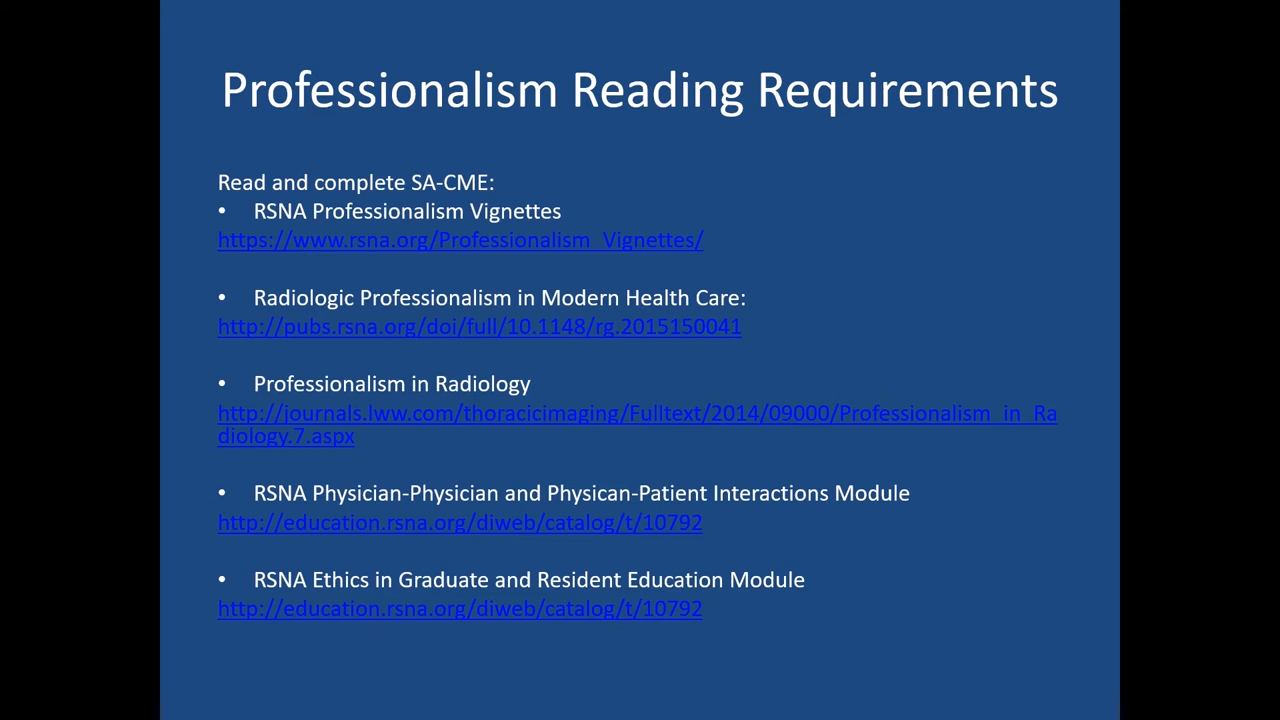 Professionalism Reading Requirements
Read and complete SA-CME:
• RSNA Professionalism Vignettes
https://www.rsna.org/Professionalism_Vignettes/
• Radiologic Professionalism in Modern Health Care:
http://pubs.rsna.org/doi/full/10.1148/rg.2015150041
• Professionalism in Radiology
http://journals.lww.com/thoracicimaging/Fulltext/2014/09000/Professionalism_in_Ra
diology.7.aspx
• RSNA Physician-Physician and Physican-Patient Interactions Module
http://education.rsna.org/diweb/catalog/t/10792
• RSNA Ethics in Graduate and Resident Education Module
http://education.rsna.org/diweb/catalog/t/10792